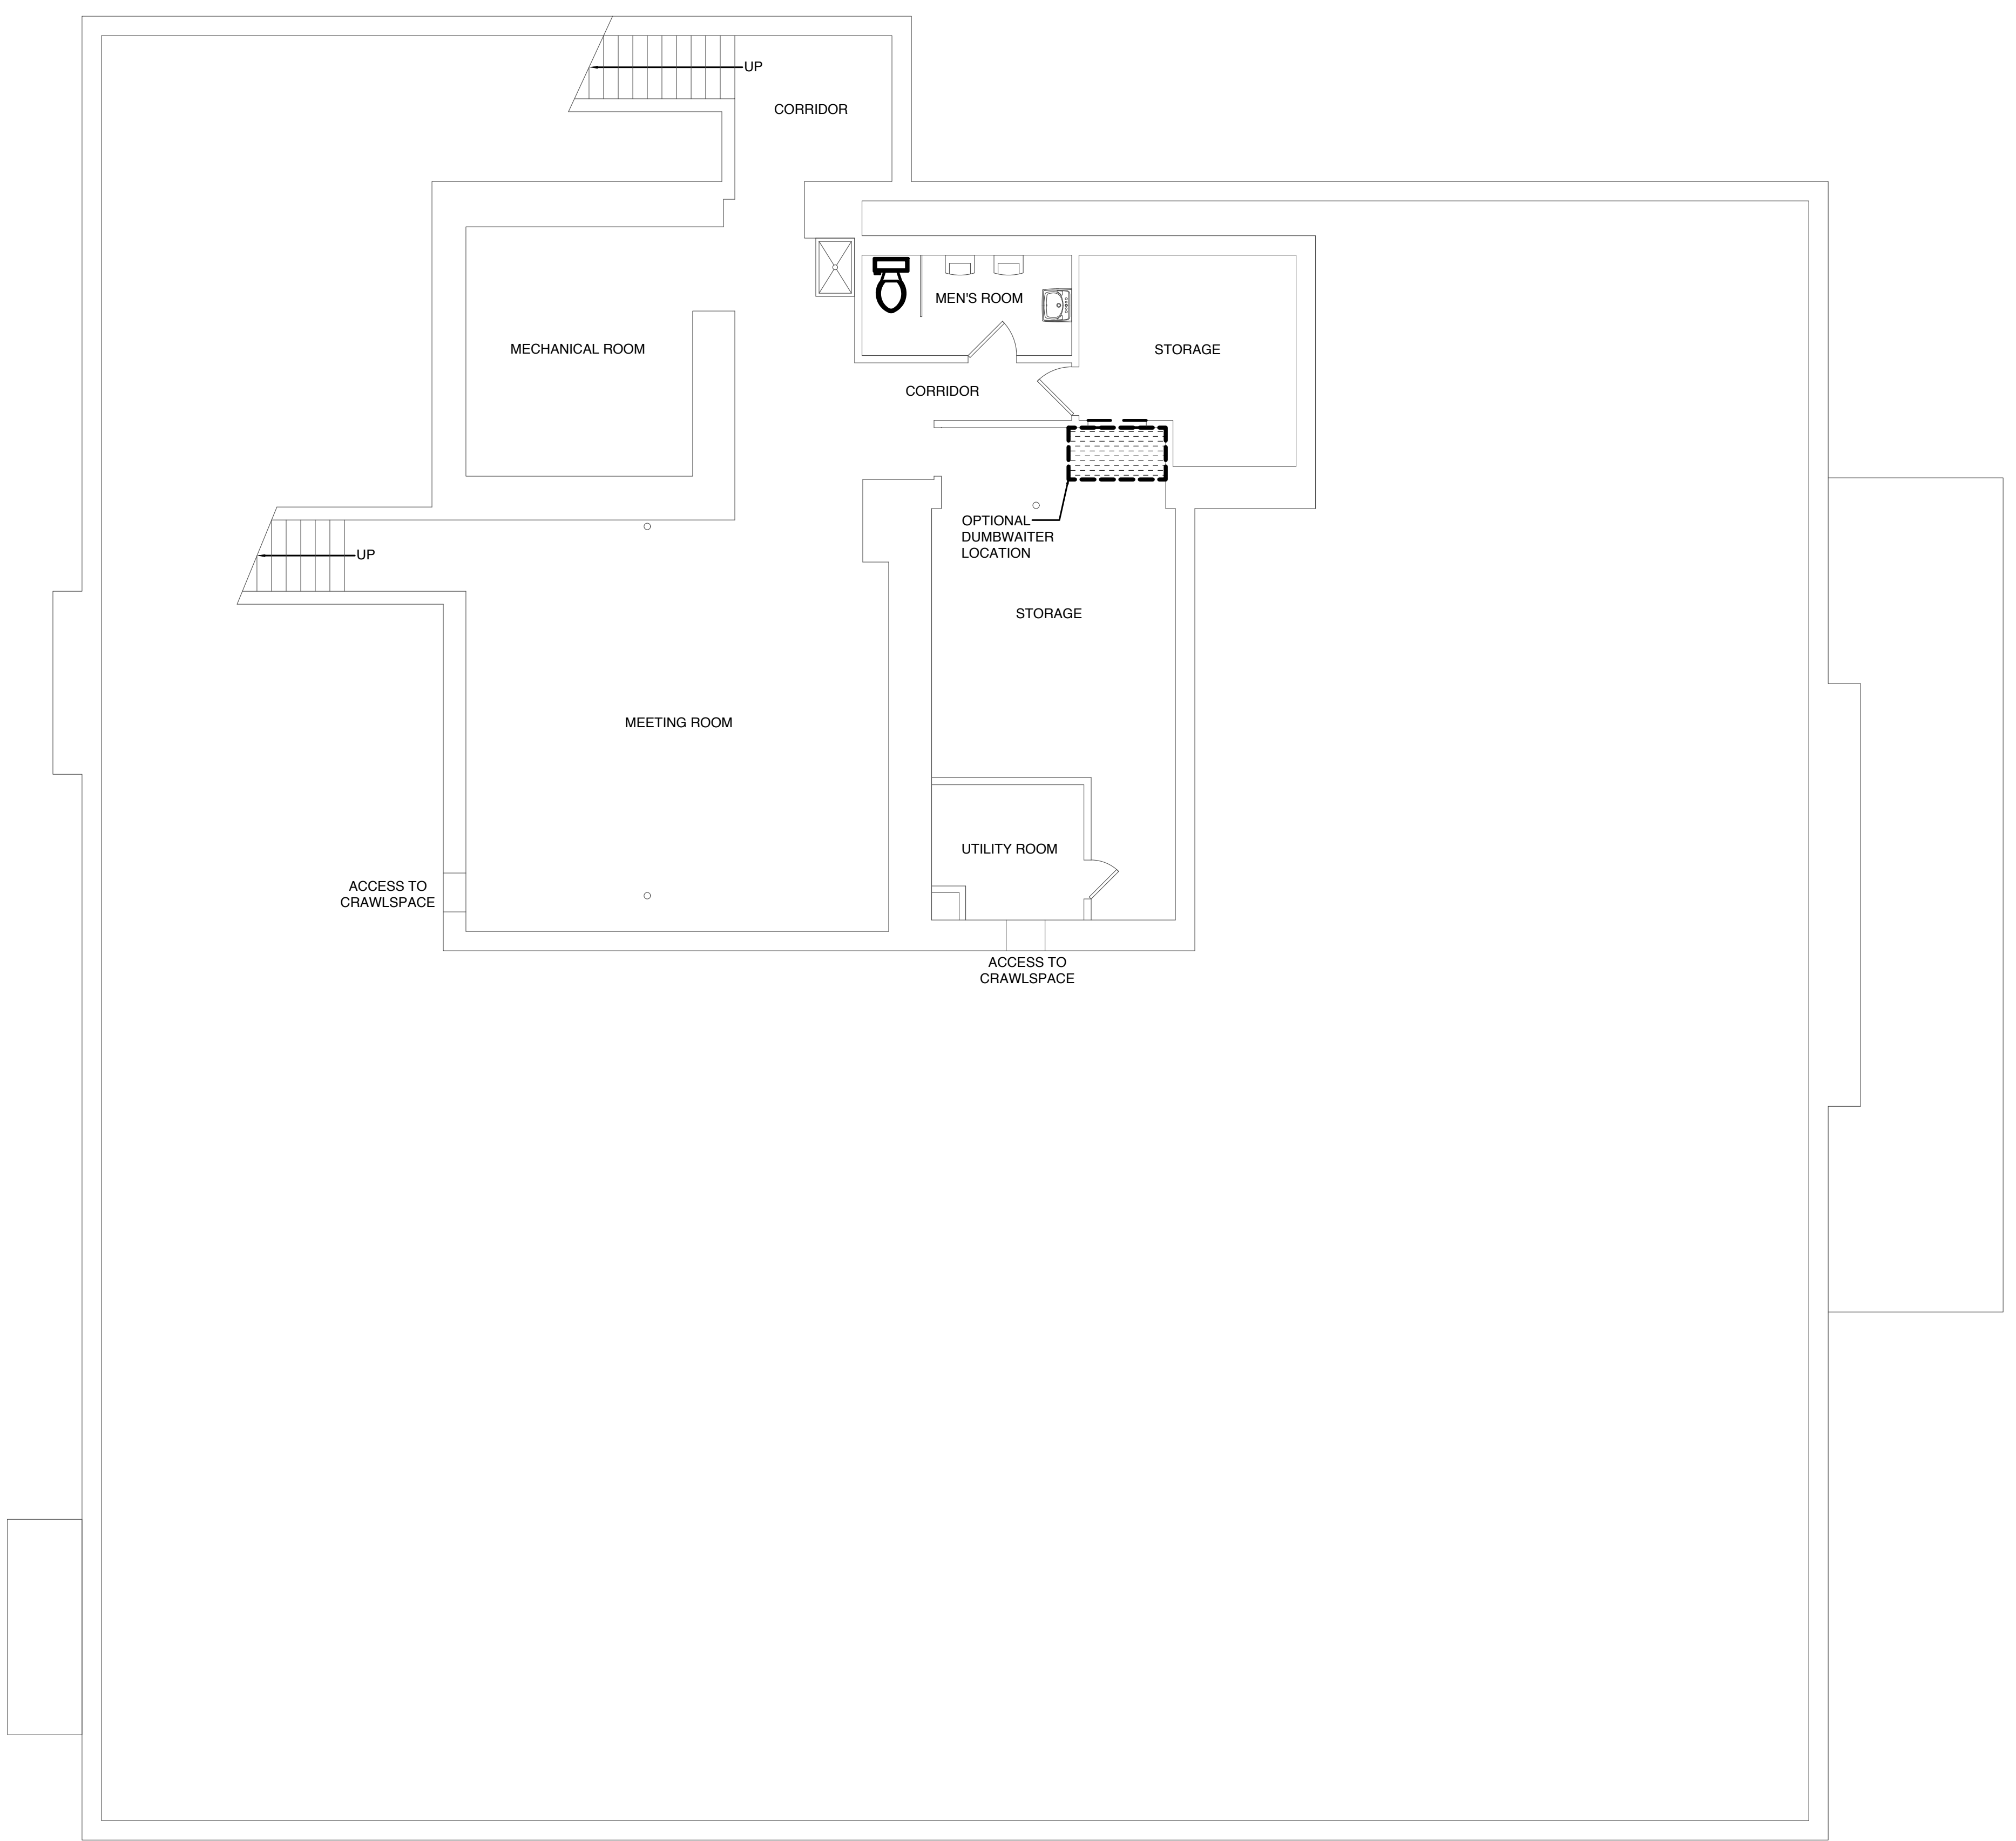 UP
CORRIDOR
MEN'S ROOM
MECHANICAL ROOM
STORAGE
CORRIDOR
OPTIONAL
DUMBWAITER
LOCATION
UP
STORAGE
MEETING ROOM
UTILITY ROOM
ACCESS TO
CRAWLSPACE
ACCESS TO
CRAWLSPACE